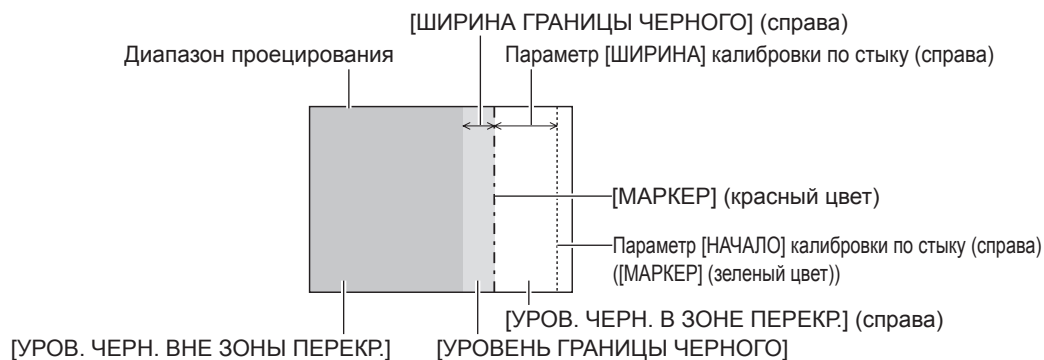 [ШИРИНА ГРАНИЦЫ ЧЕРНОГО] (справа)
Диапазон проецирования
Параметр [ШИРИНА] калибровки по стыку (справа)
[МАРКЕР] (красный цвет)
Параметр [НАЧАЛО] калибровки по стыку (справа)
([МАРКЕР] (зеленый цвет))
[УРОВ. ЧЕРН. В ЗОНЕ ПЕРЕКР.] (справа)
[УРОВ. ЧЕРН. ВНЕ ЗОНЫ ПЕРЕКР.]
[УРОВЕНЬ ГРАНИЦЫ ЧЕРНОГО]